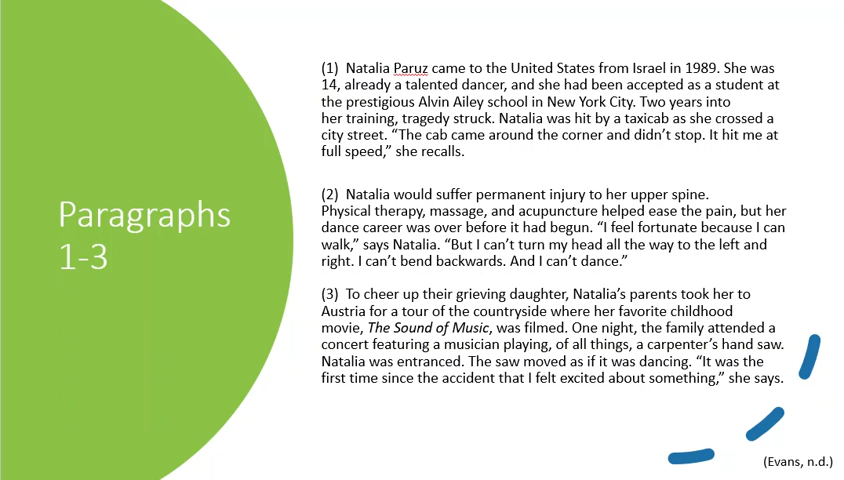 Paragraphs
1-3
(1) Natalia Paruz came to the United States from Israel in 1989. She was
14, already a talented dancer, and she had been accepted as a student at
the prestigious Alvin Ailey school in New York City. Two years into
her training, tragedy struck. Natalia was hit by a taxicab as she crossed a
city street. “The cab came around the corner and didn’t stop. It hit me at
full speed,” she recalls.
(2) Natalia would suffer permanent injury to her upper spine.
Physical therapy, massage, and acupuncture helped ease the pain, but her
dance career was over before it had begun. “I feel fortunate because I can
walk,” says Natalia. “But I can’t turn my head all the way to the left and
right. I can’t bend backwards. And I can’t dance.”
(3) To cheer up their grieving daughter, Natalia’s parents took her to
Austria for a tour of the countryside where her favorite childhood
movie, The Sound of Music, was filmed. One night, the family attended a
concert featuring a musician playing, of all things, a carpenter’s hand saw.
Natalia was entranced. The saw moved as if it was dancing. “It was the
first time since the accident that I felt excited about something,” she says.
(Evans, n.d.)